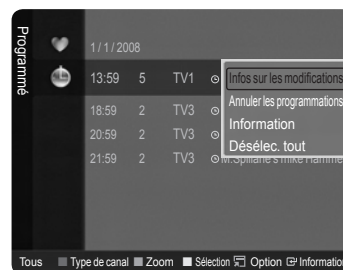 Programmé
1 / 1 / 2008
13:59 5 TV1
18:59 2 TV3
20:59 2 TV3
21:59 2 TV3
Infos sur les modifications
Annuler les programmations
Information
Désélec. tout
Tous Type de canal Zoom Sélection Option Information